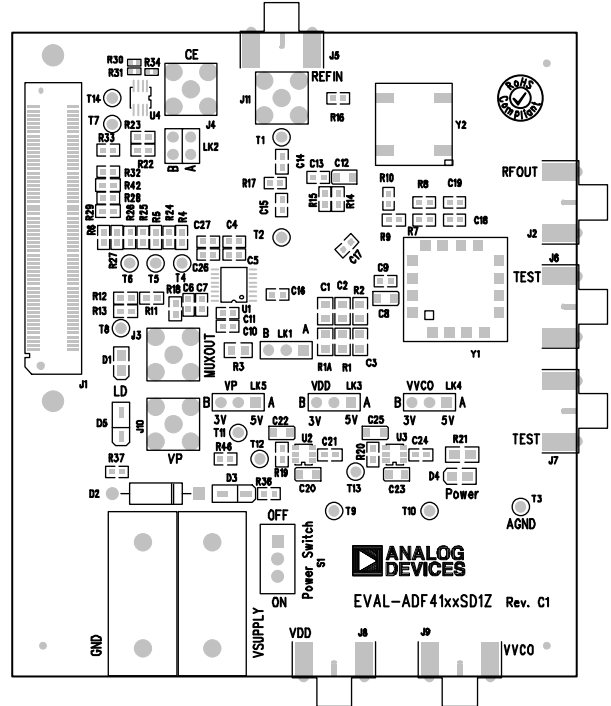 R30
R34
CE
J5
R31
REFIN
RoHS
Compliant
T14
U4
J4
J11
R16
Y2
T7
R23
T1
R33
LK2
R22
B A
C14
C13
C12
R10
R8
C19
RFOUT
R32
R42
R17
R28
C15
R15
R14
R29
R6
R26
R25
R5
R24
R4
R9
R7
C18
J2
C27
C4
T2
C17
J6
R27
T6
T5
T4
C26
C5
C9
TEST
R12
R11
R18
C6
C7
U1
C16
C1
C2
R2
C8
R13
C11
C10
T8
J3
MUXOUT
B LK1 A
R3
R1A
R1
C3
Y1
D1
J1
LD
VP LK5
VDD LK3
VVCO LK4
B A
B A
B A
D5
J10
3V 5V
3V 5V
3V 5V
T11
C22
C25
TEST
T12
U2
C21
R20
U3
C24
R21
J7
R37
VP
R46
R19
D3
C20
T13
C23
D4
D2
R36
Power
T3
OFF
T9
T10
AGND
Power Switch
S1
ANALOG
DEVICES
ON
EVAL-ADF41xxSD1Z Rev. C1
GND
VSUPPLY
VDD
J8
J9
VVCO